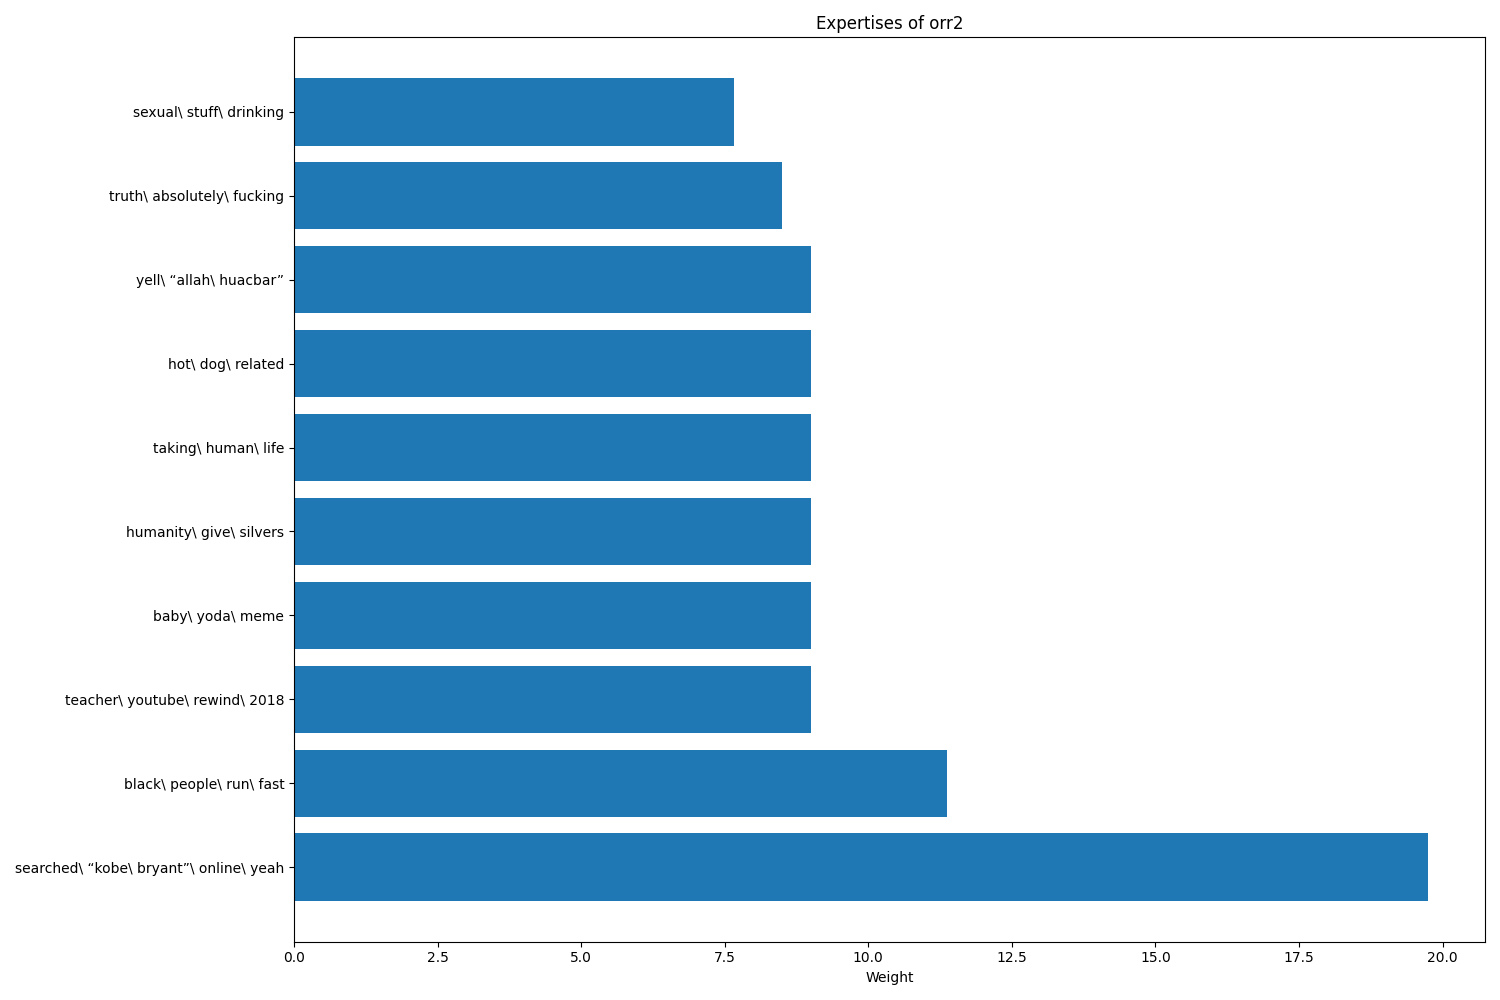 Expertises of orr2
sexual\ stuff\ drinking
truth\ absolutely\ fucking
yell\ “allah\ huacbar”
hot\ dog\ related
taking\ human\ life
humanity\ give\ silvers
baby\ yoda\ meme
teacher\ youtube\ rewind\ 2018
black\ people\ run\ fast
searched\ “kobe\ bryant”\ online\ yeah
0.0 2.5 5.0 7.5 10.0 12.5 15.0 17.5 20.0
Weight